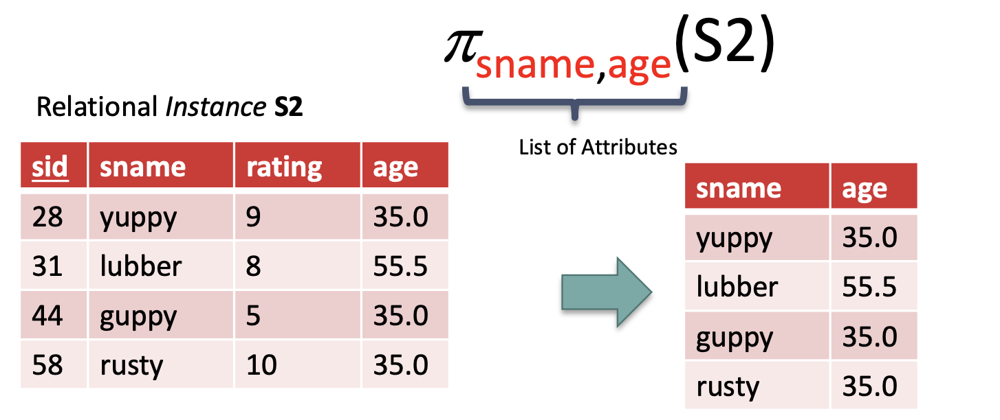 π sname,age (S2)
Relational Instance S2
List of Attributes
sid sname rating age
28 yuppy 9 35.0
31 lubber 8 55.5
44 guppy 5 35.0
58 rusty 10 35.0
sname age
yuppy 35.0
lubber 55.5
guppy 35.0
rusty 35.0